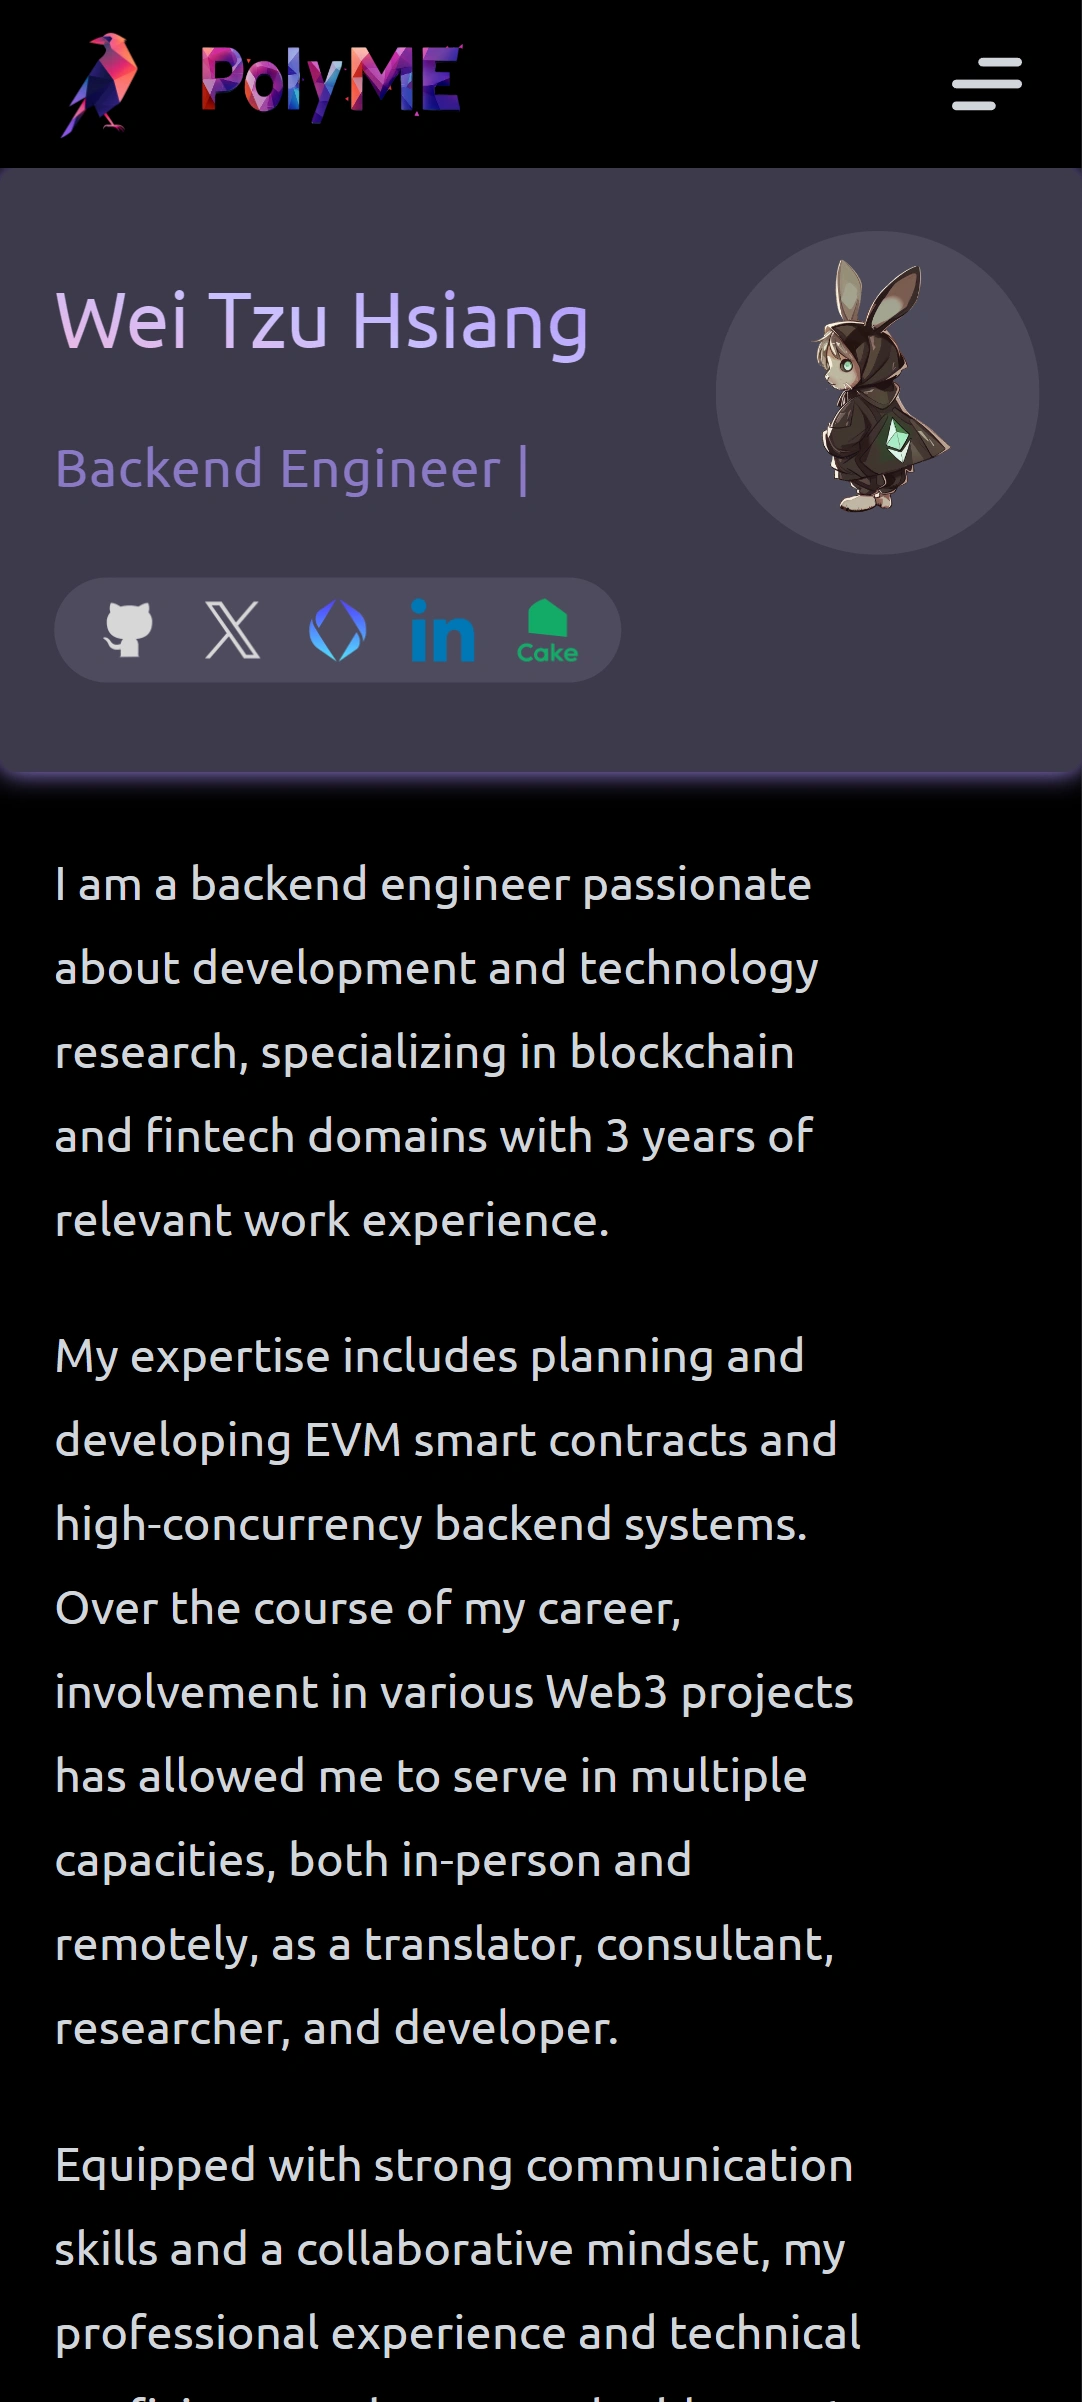 PolyME
Wei Tzu Hsiang
Backend Engineer |
in
Cake
I am a backend engineer passionate
about development and technology
research, specializing in blockchain
and fintech domains with 3 years of
relevant work experience.
My expertise includes planning and
developing EVM smart contracts and
high-concurrency backend systems.
Over the course of my career,
involvement in various Web3 projects
has allowed me to serve in multiple
capacities, both in-person and
remotely, as a translator, consultant,
researcher, and developer.
Equipped with strong communication
skills and a collaborative mindset, my
professional experience and technical